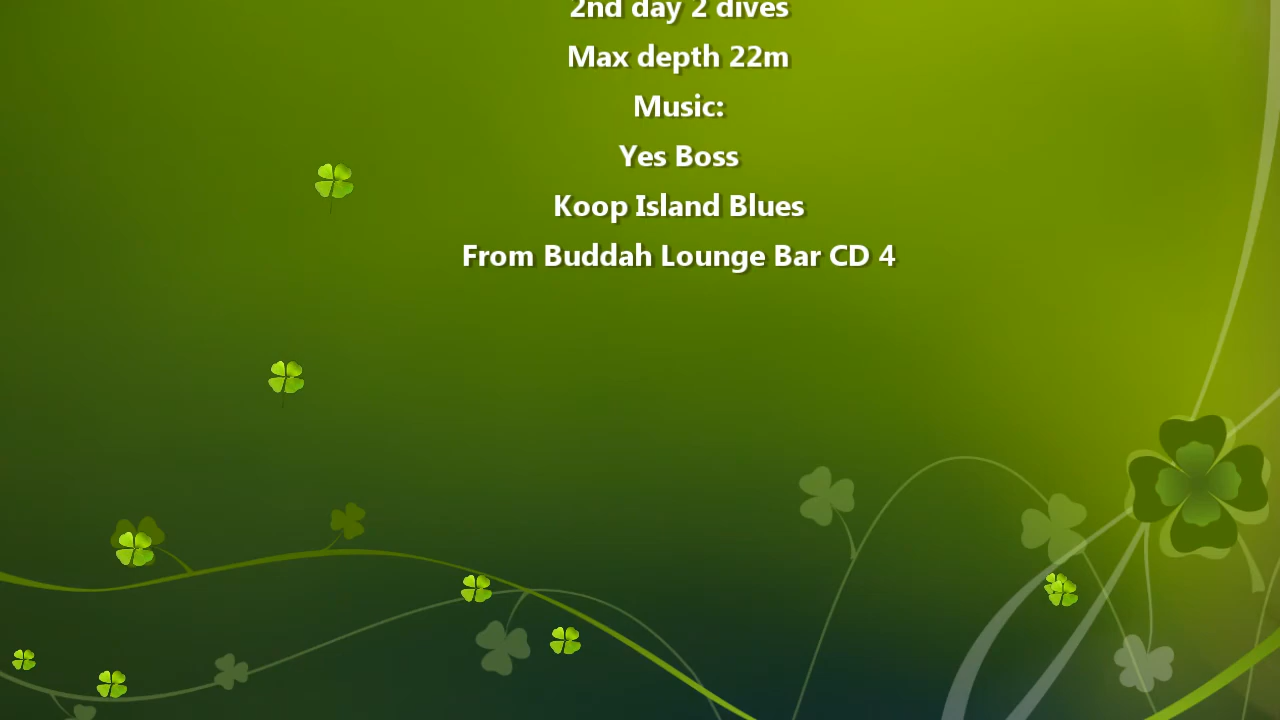 2nd day 2 dives
Max depth 22m
Music:
Yes Boss
Koop Island Blues
From Buddah Lounge Bar CD 4